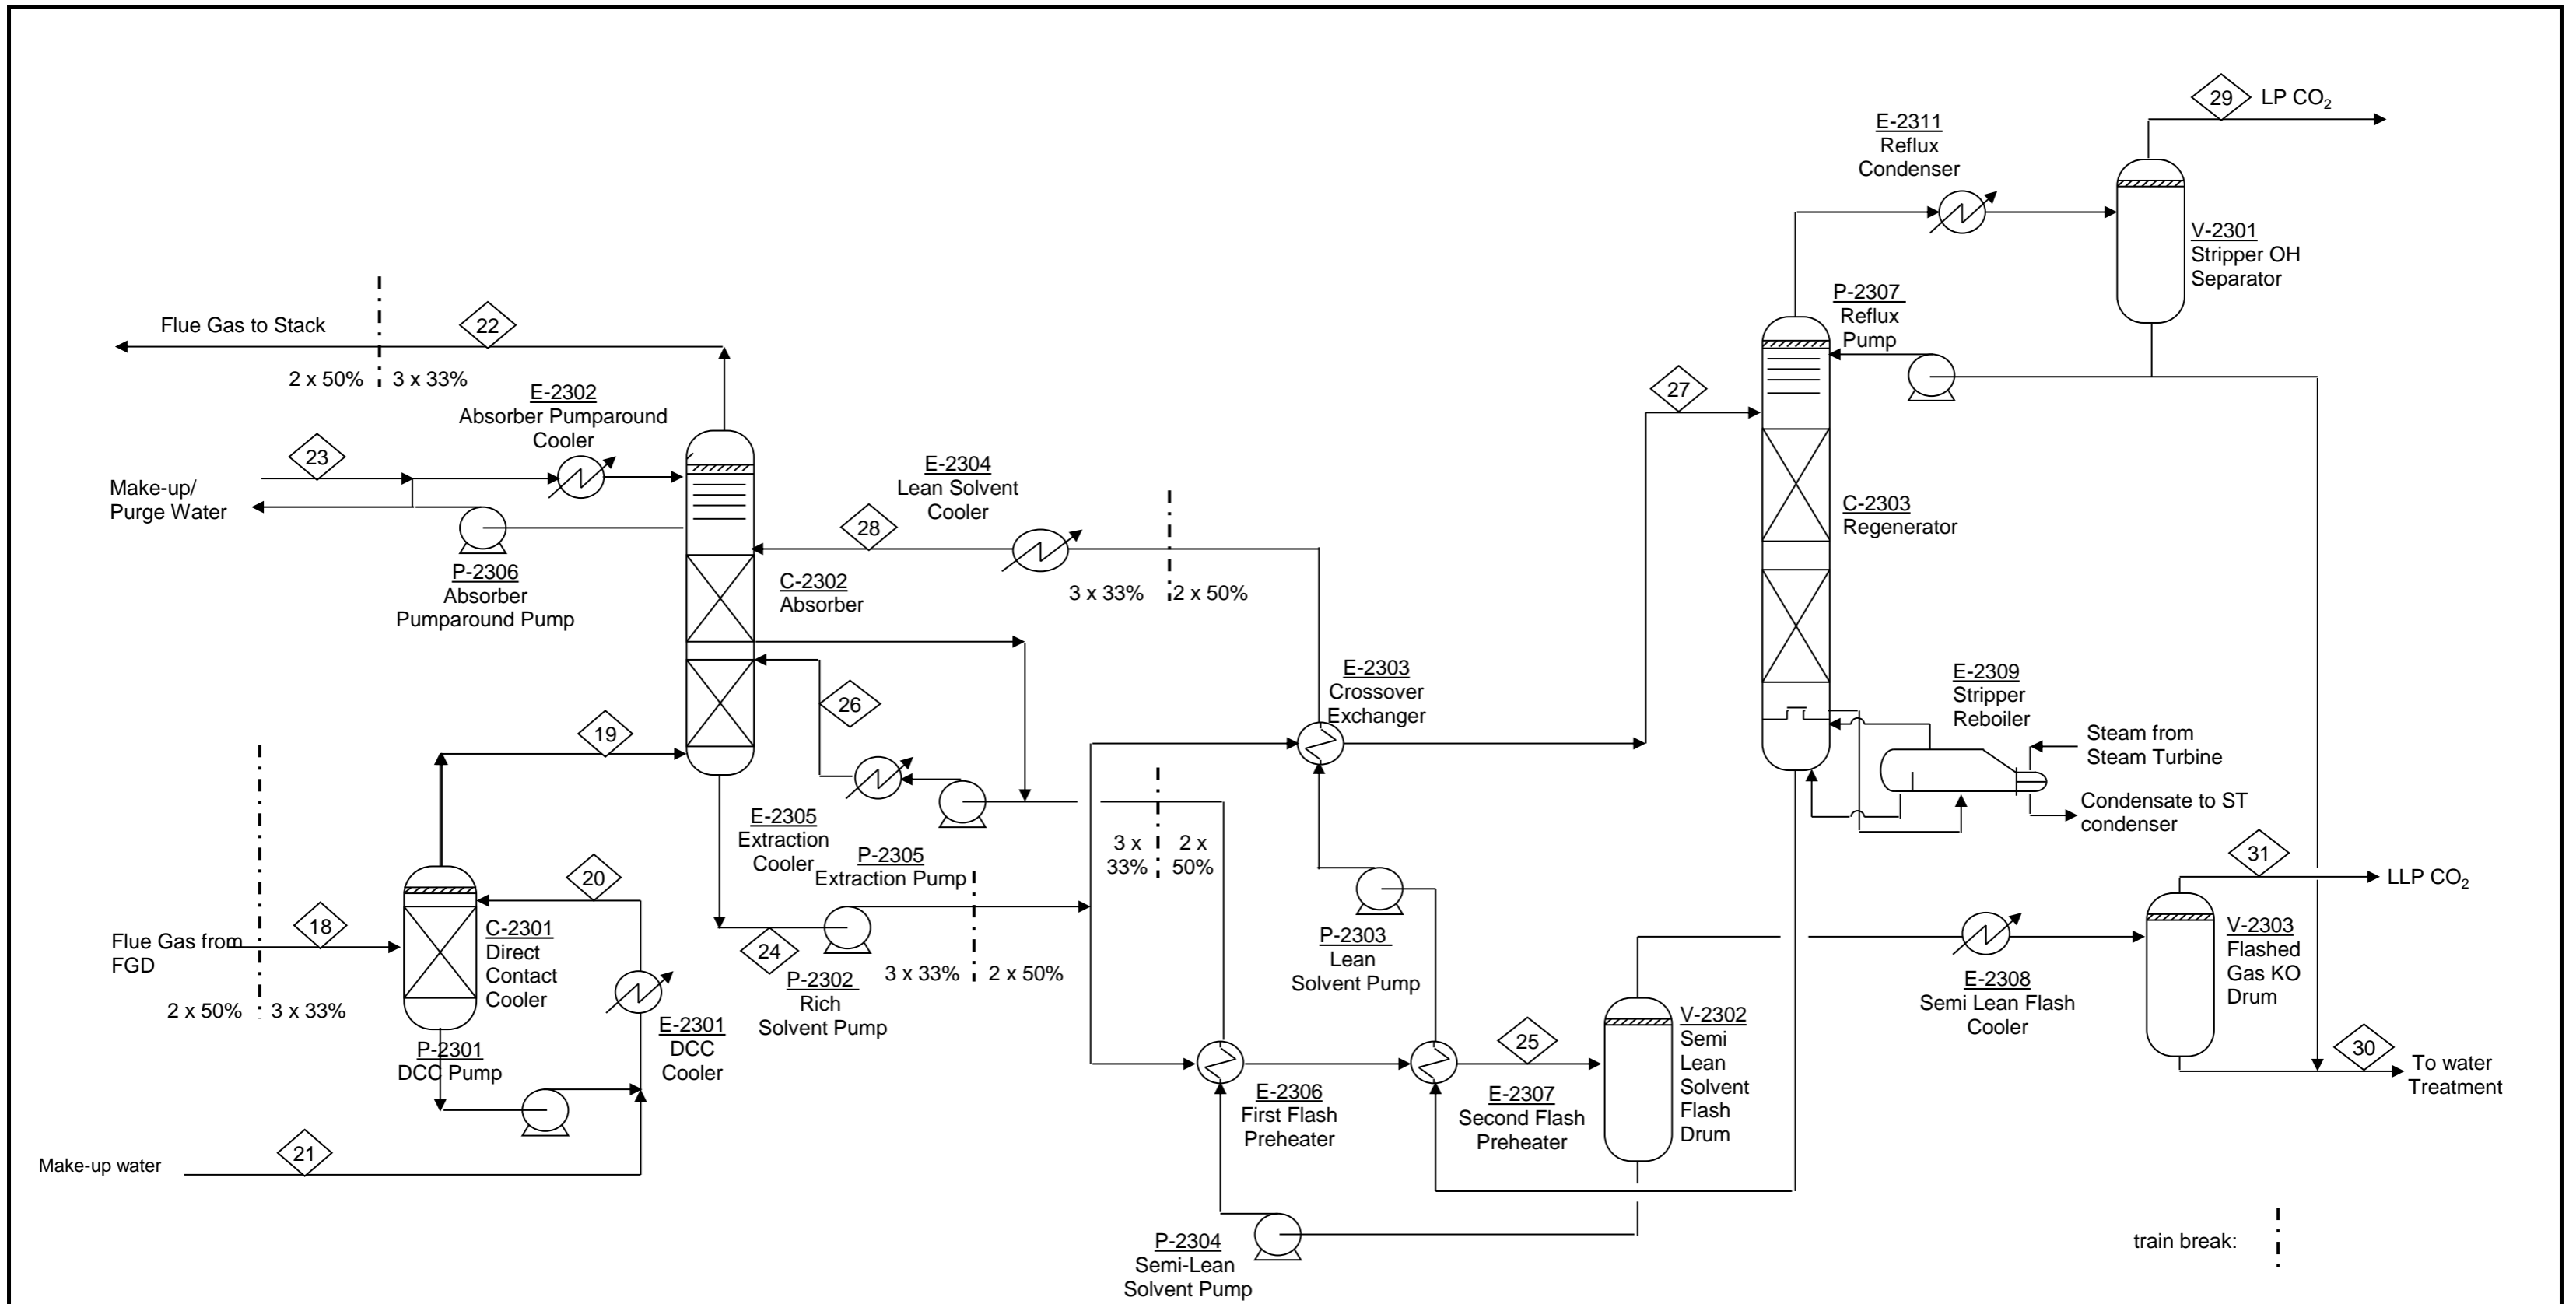 29
LP CO₂
E-2311
Reflux
Condenser
V-2301
Stripper OH
Separator
P-2307
Reflux
Pump
Flue Gas to Stack
22
2 x 50%
3 x 33%
E-2302
Absorber Pumparound
Cooler
23
Make-up/
Purge Water
P-2306
Absorber
Pumparound Pump
E-2304
Lean Solvent
Cooler
28
3 x 33%
2 x 50%
C-2302
Absorber
27
C-2303
Regenerator
26
E-2303
Crossover
Exchanger
E-2309
Stripper
Reboiler
Steam from
Steam Turbine
Condensate to ST
condenser
19
E-2305
Extraction
Cooler
P-2305
Extraction Pump
3 x
33%
2 x
50%
31
LLP CO₂
20
18
Flue Gas from
FGD
2 x 50%
3 x 33%
C-2301
Direct
Contact
Cooler
24
P-2302
Rich
Solvent Pump
3 x 33%
2 x 50%
P-2303
Lean
Solvent Pump
E-2308
Semi Lean Flash
Cooler
V-2303
Flashed
Gas KO
Drum
E-2301
DCC
Cooler
P-2301
DCC Pump
25
V-2302
Semi
Lean
Solvent
Flash
Drum
30
To water
Treatment
E-2306
First Flash
Preheater
E-2307
Second Flash
Preheater
21
Make-up water
P-2304
Semi-Lean
Solvent Pump
train break: